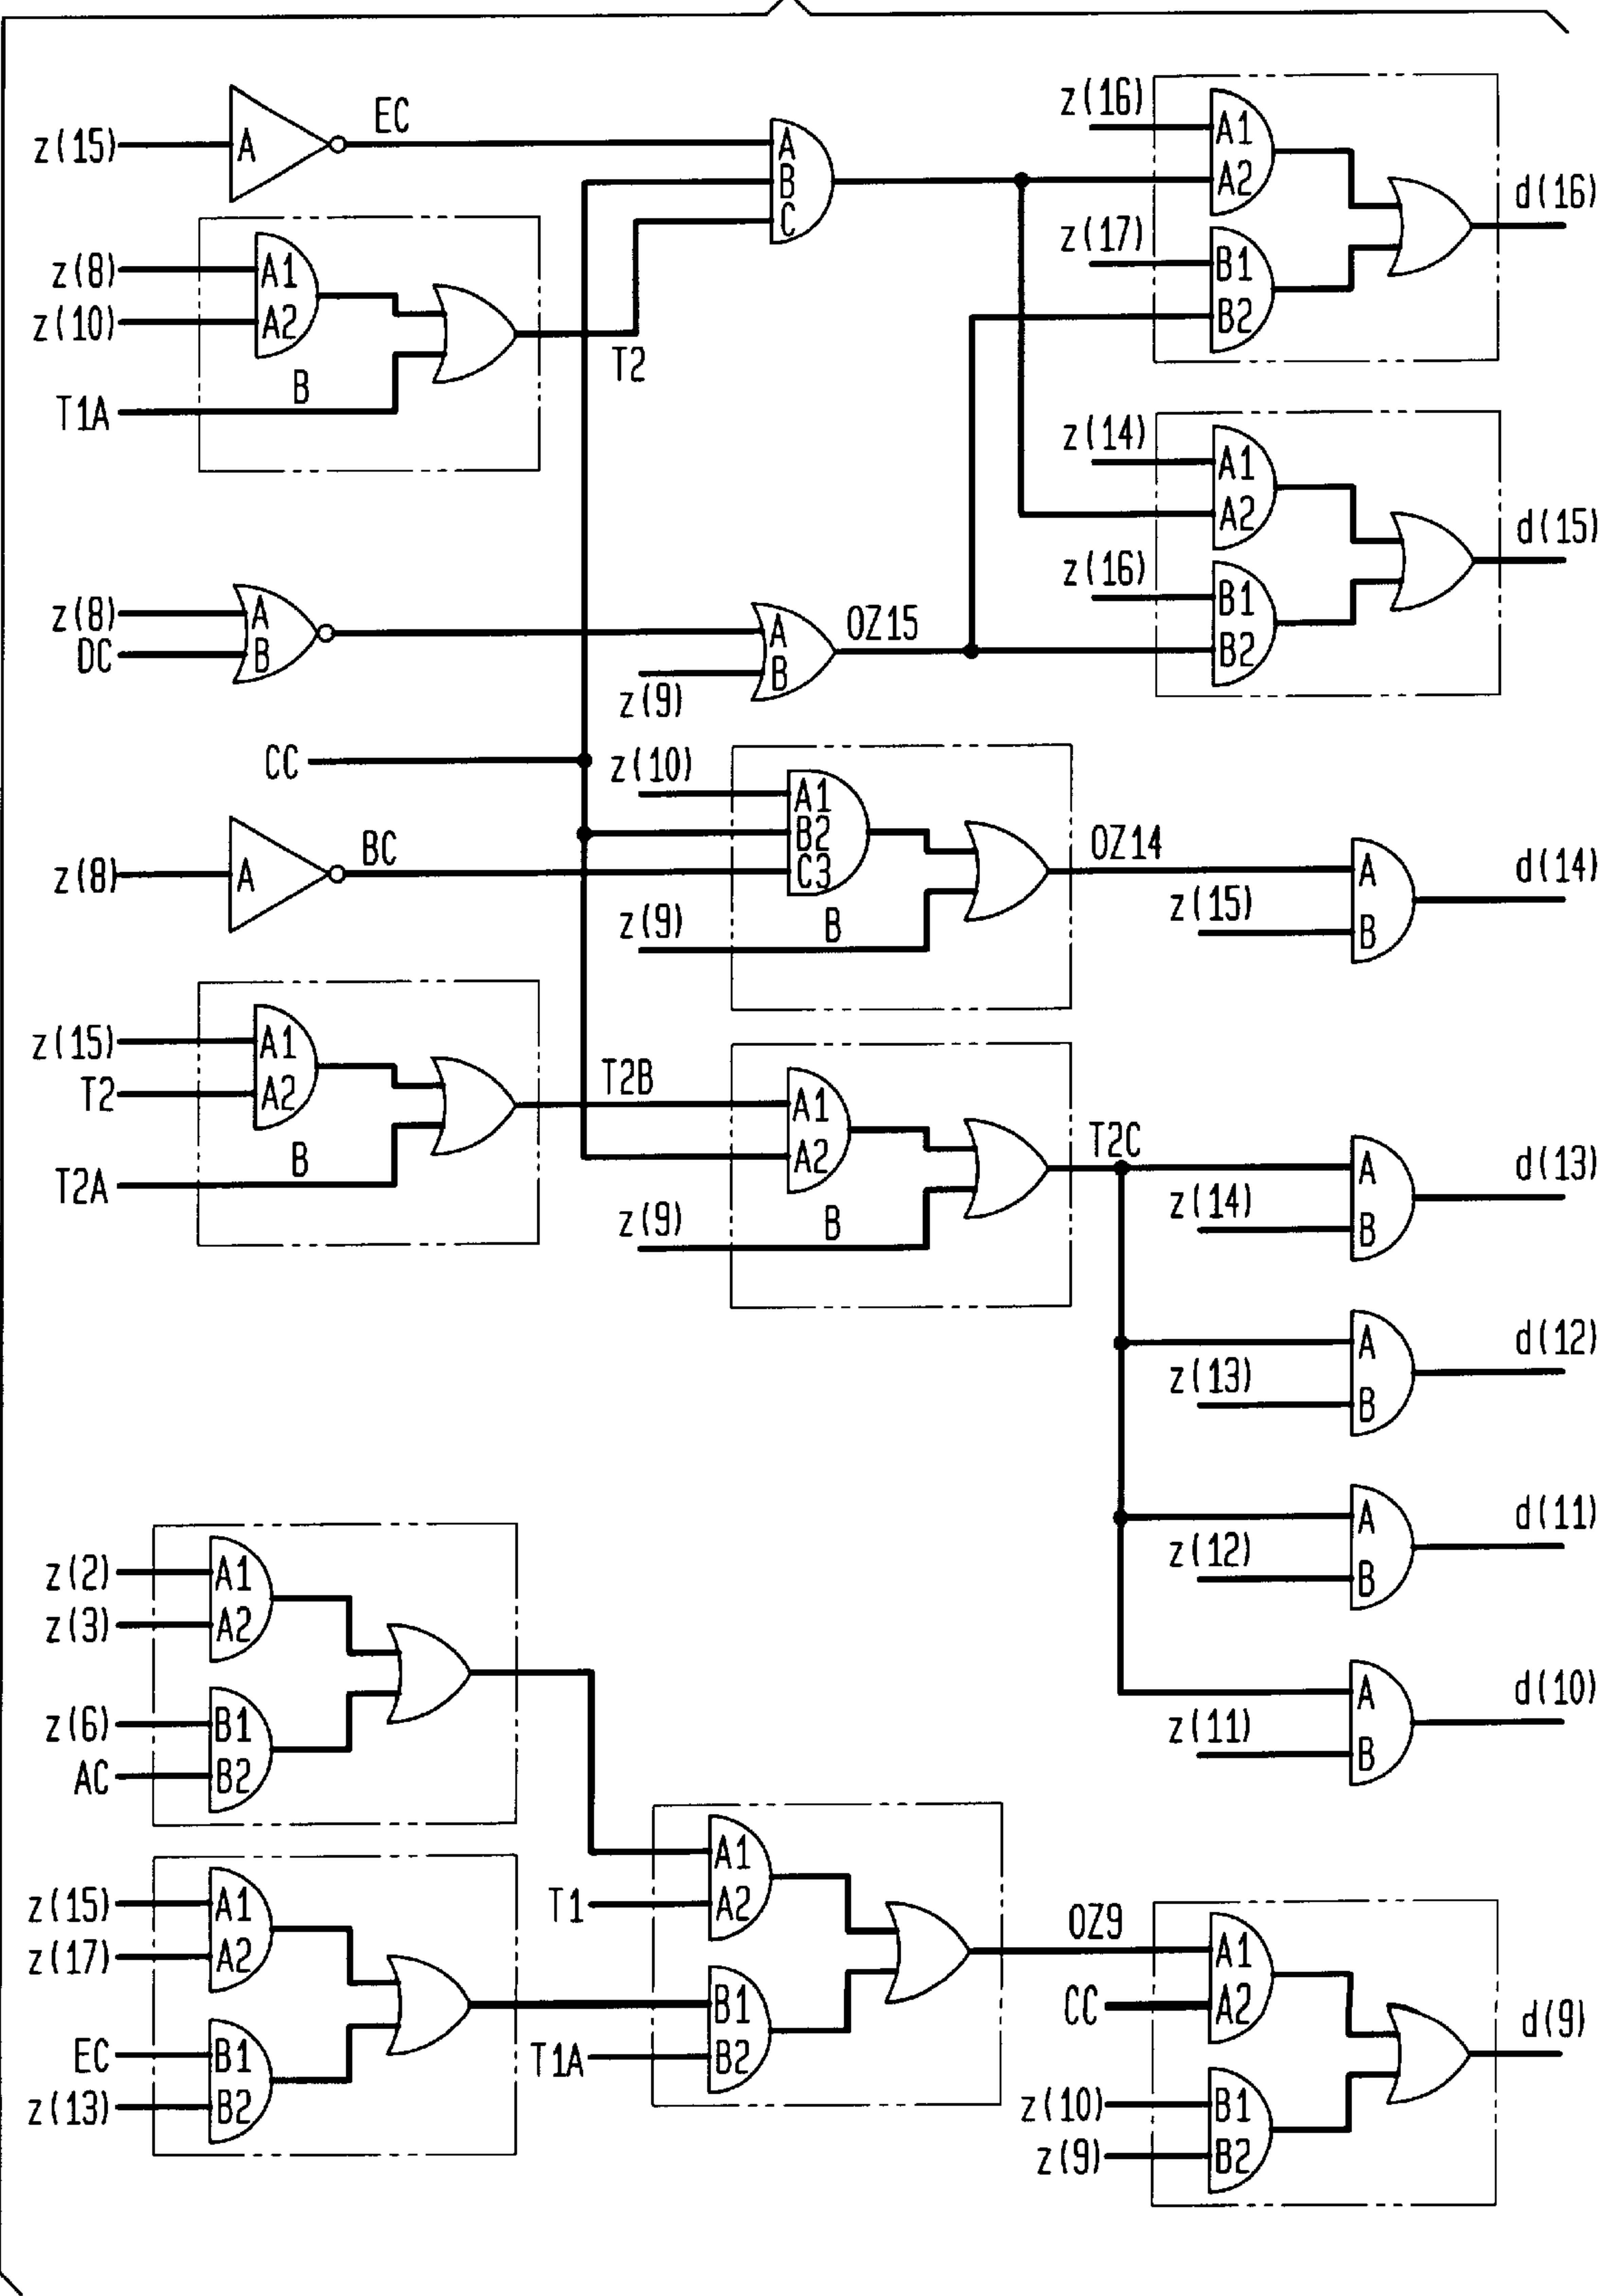 z(15) A EC A B C z(16) A1 A2 d(16)
z(17) B1 B2
z(8) A1
z(10) A2
B T2
T1A
z(14) A1 A2 d(15)
z(16) B1 B2
z(8) A
DC B
A B OZ15
z(9)
CC
z(10) A1 B2 C3 OZ14 A d(14)
z(8) A BC
z(15) B
z(9) B
z(15) A1
T2 A2
B
T2A
T2B A1 A2 T2C A d(13)
z(14) B
z(9) B
A d(12)
z(13) B
A d(11)
z(12) B
A d(10)
z(11) B
z(2) A1
z(3) A2
z(6) B1
AC B2
z(15) A1
z(17) A2
EC B1
z(13) B2
A1
T1 A2
B1
T1A B2
OZ9 A1
CC A2
d(9)
z(10) B1
z(9) B2